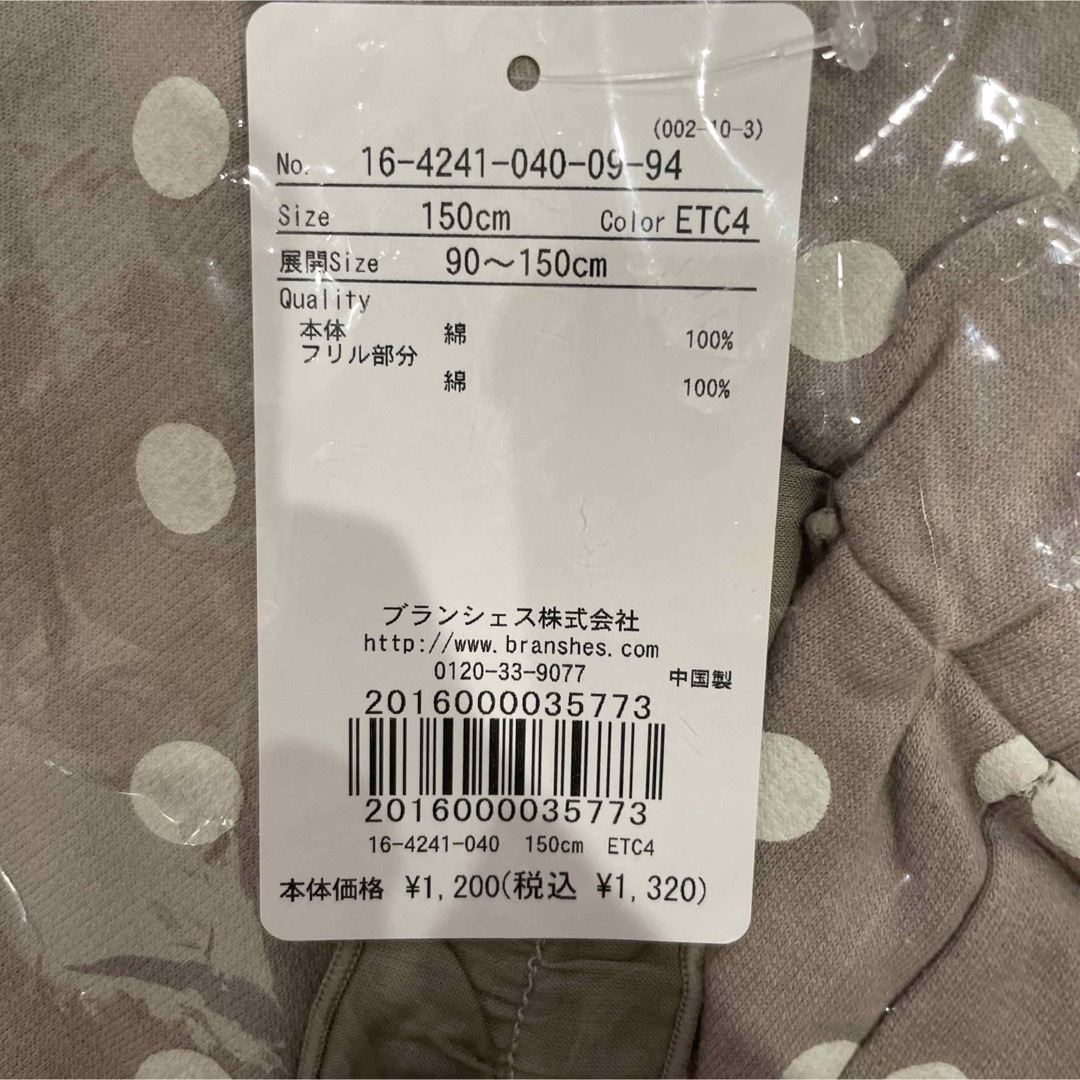 (002-10-3)
No. 16-4241-040-09-94
Size 150cm Color ETC4
展開Size 90～150cm
Quality
本体 綿 100%
フリル部分
綿 100%
ブランシェス株式会社
http://www.branshes.com
0120-33-9077 中国製
2016000035773
2016000035773
16-4241-040 150cm ETC4
本体価格 ¥1,200(税込 ¥1,320)